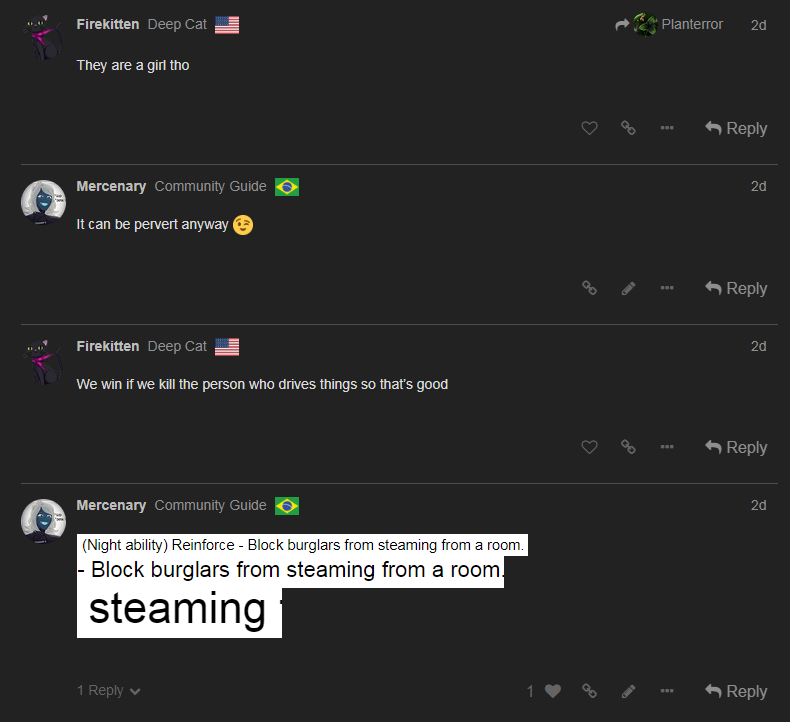 Firekitten Deep Cat Planterror 2d
They are a girl tho
Reply
Mercenary Community Guide 2d
It can be pervert anyway
Reply
Firekitten Deep Cat 2d
We win if we kill the person who drives things so that's good
Reply
Mercenary Community Guide 2d
(Night ability) Reinforce - Block burglars from steaming from a room.
- Block burglars from steaming from a room.
steaming
1 Reply 1 Reply